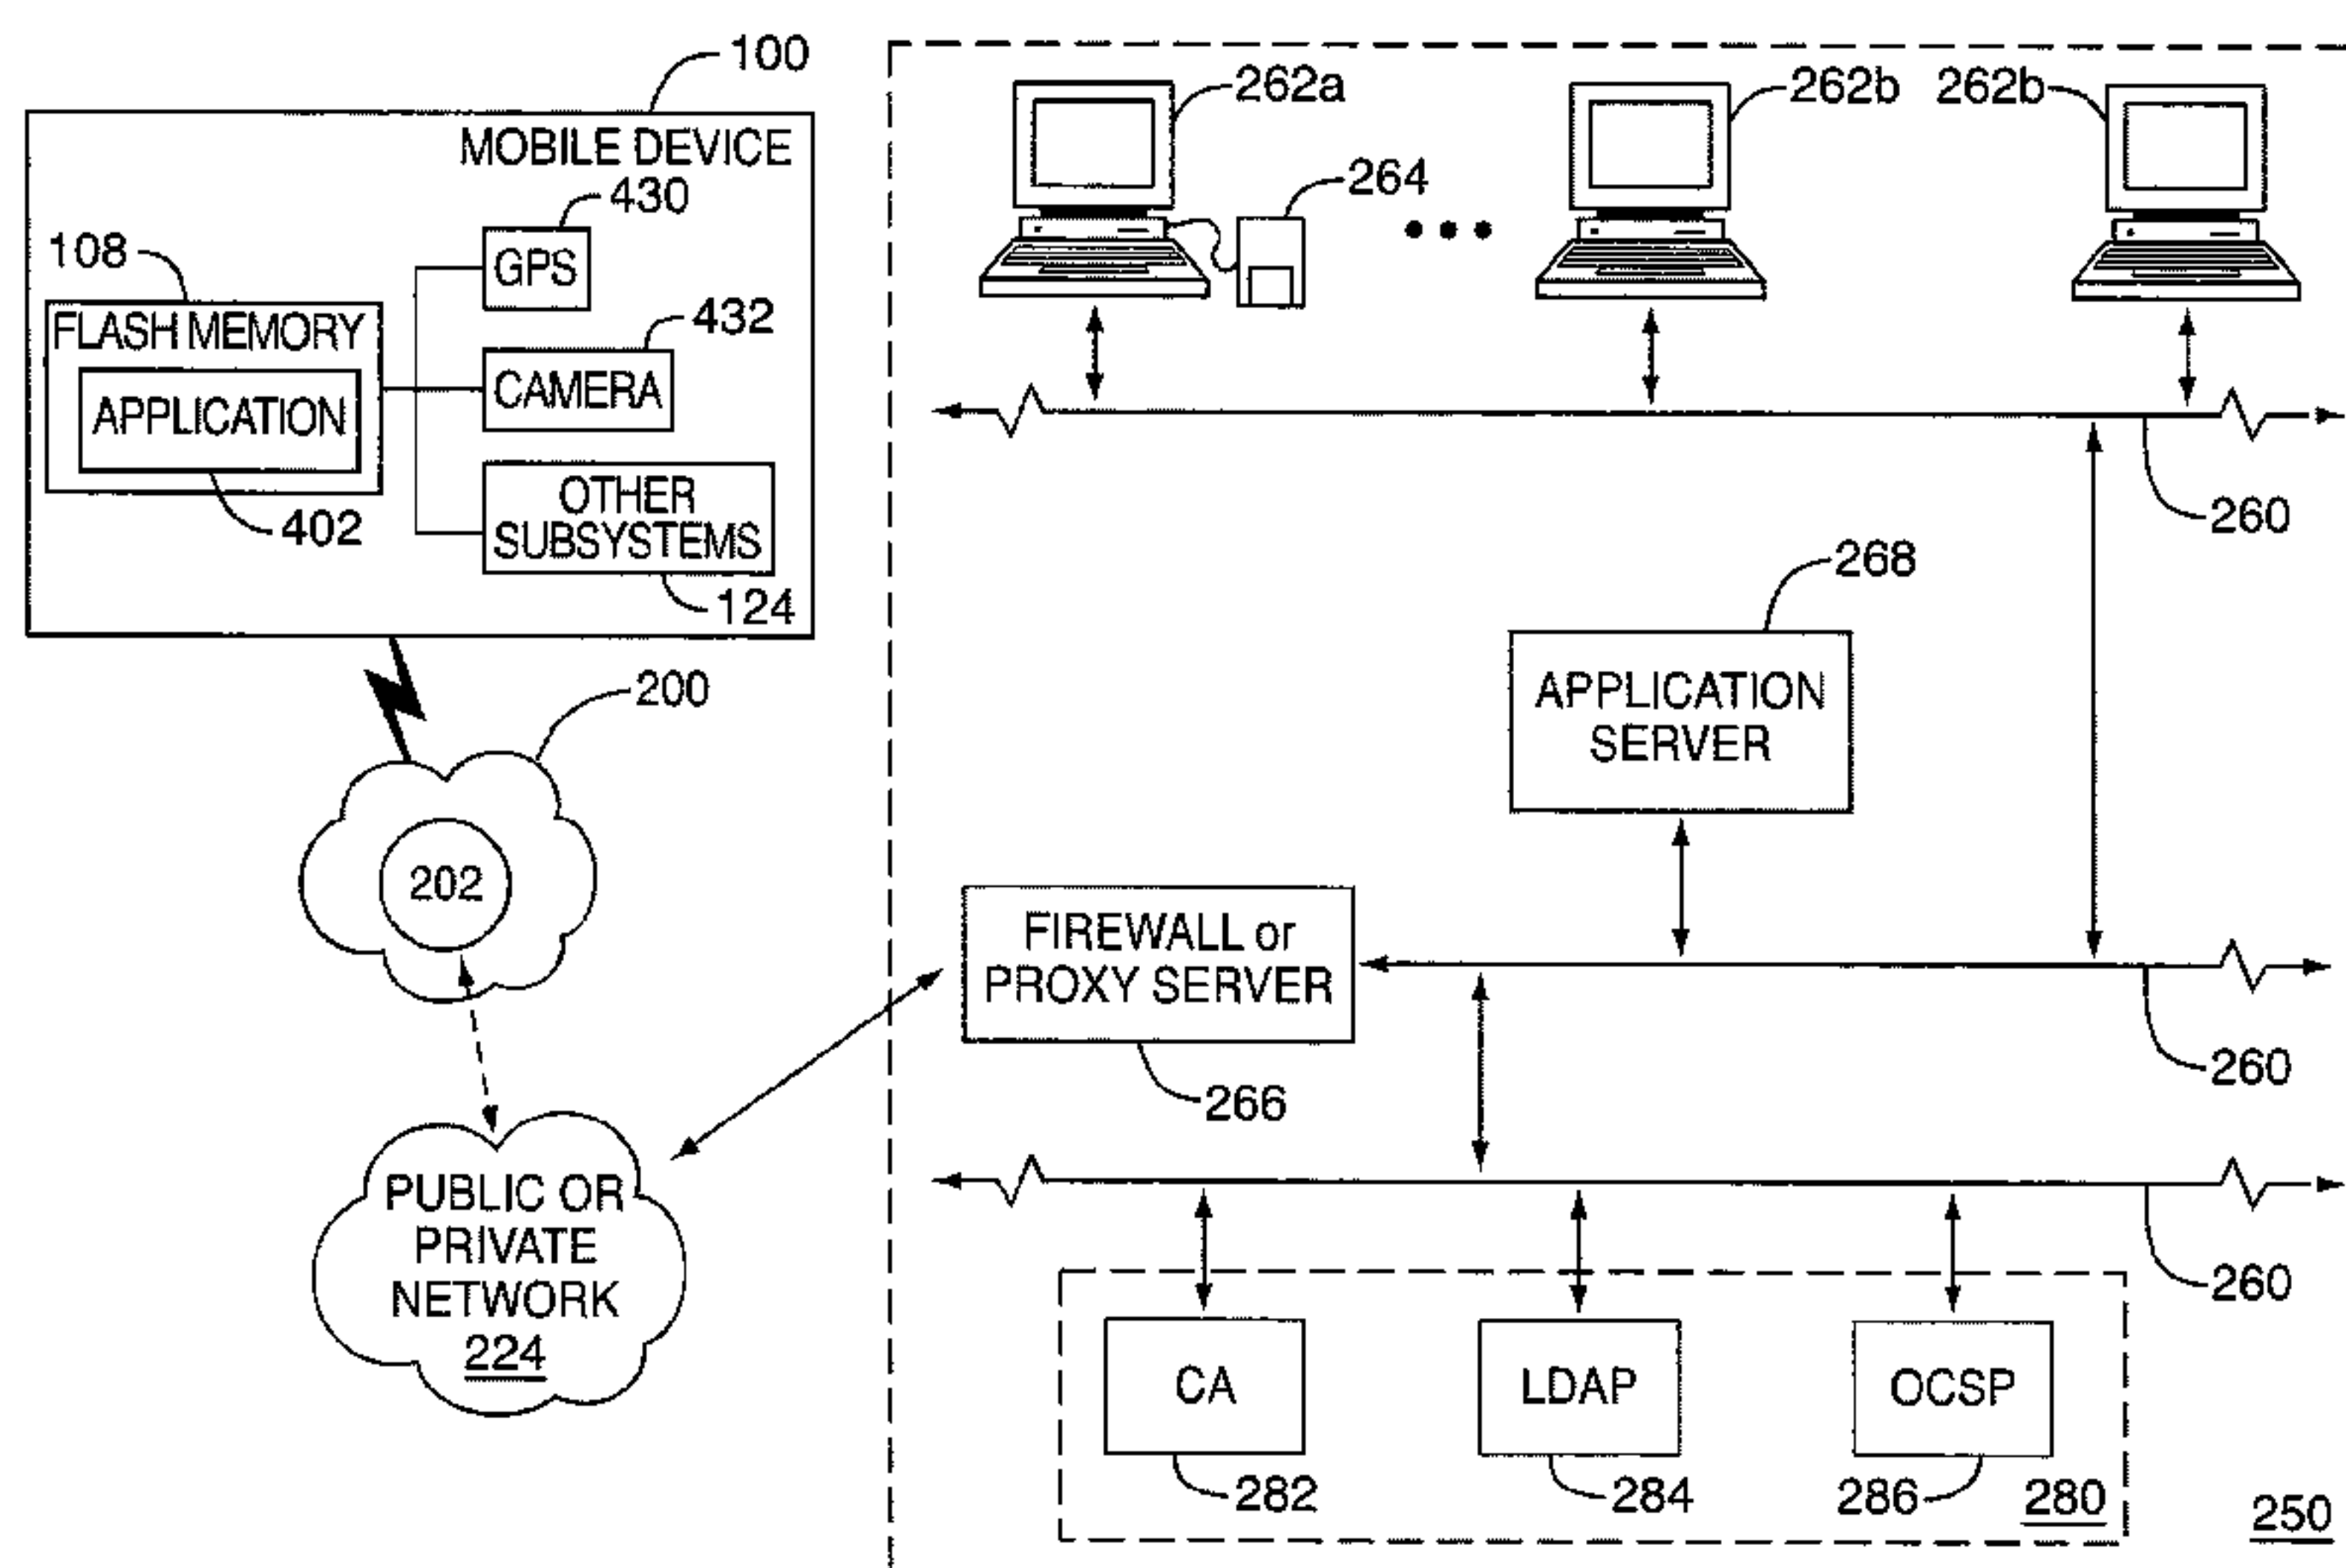 100
MOBILE DEVICE
430
GPS
108
FLASH MEMORY
APPLICATION
402
432
CAMERA
OTHER
SUBSYSTEMS
124
200
202
PUBLIC OR
PRIVATE
NETWORK
224
262a
264
262b
262b
260
268
APPLICATION
SERVER
FIREWALL or
PROXY SERVER
266
260
260
CA
282
LDAP
284
OCSP
286
280
250